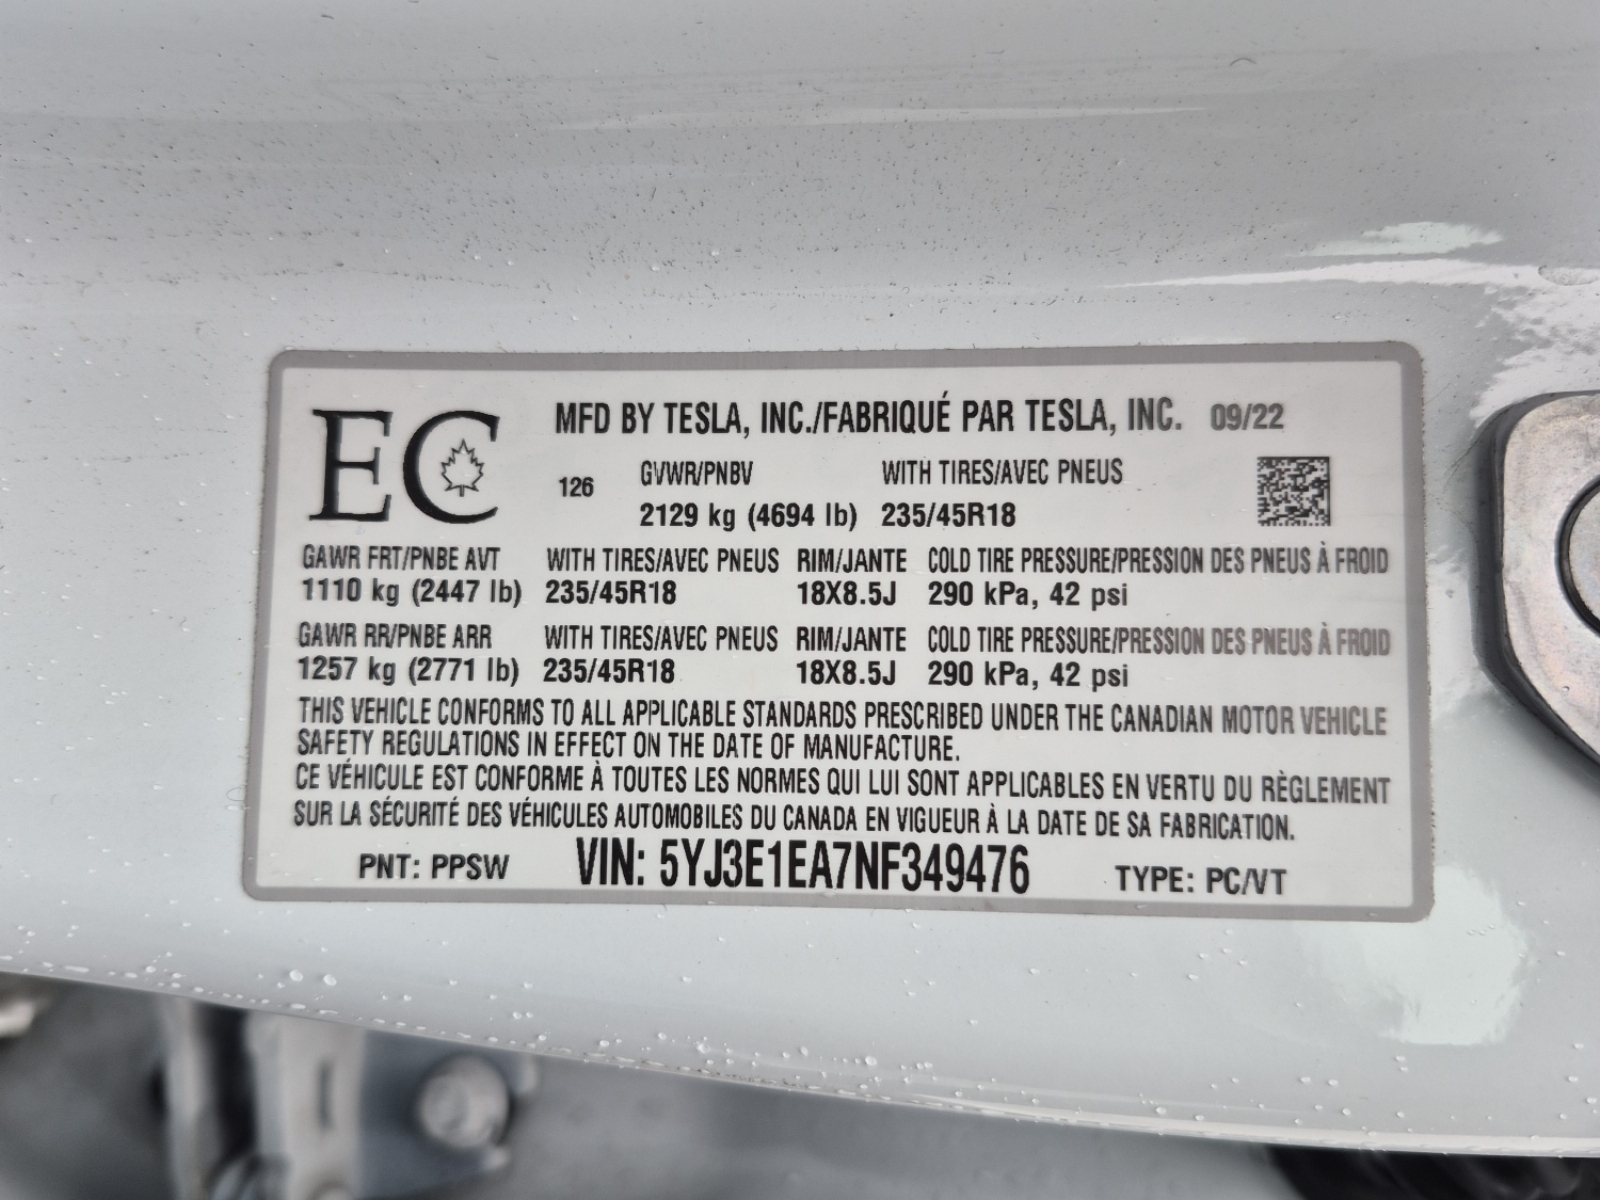 EC
MFD BY TESLA, INC./FABRIQUÉ PAR TESLA, INC. 09/22
126 GVWR/PNBV WITH TIRES/AVEC PNEUS
2129 kg (4694 lb) 235/45R18
GAWR FRT/PNBE AVT WITH TIRES/AVEC PNEUS RIM/JANTE COLD TIRE PRESSURE/PRESSION DES PNEUS À FROID
1110 kg (2447 lb) 235/45R18 18X8.5J 290 kPa, 42 psi
GAWR RR/PNBE ARR WITH TIRES/AVEC PNEUS RIM/JANTE COLD TIRE PRESSURE/PRESSION DES PNEUS À FROID
1257 kg (2771 lb) 235/45R18 18X8.5J 290 kPa, 42 psi
THIS VEHICLE CONFORMS TO ALL APPLICABLE STANDARDS PRESCRIBED UNDER THE CANADIAN MOTOR VEHICLE
SAFETY REGULATIONS IN EFFECT ON THE DATE OF MANUFACTURE.
CE VÉHICULE EST CONFORME À TOUTES LES NORMES QUI LUI SONT APPLICABLES EN VERTU DU RÈGLEMENT
SUR LA SÉCURITÉ DES VÉHICULES AUTOMOBILES DU CANADA EN VIGUEUR À LA DATE DE SA FABRICATION.
PNT: PPSW VIN: 5YJ3E1EA7NF349476 TYPE: PC/VT